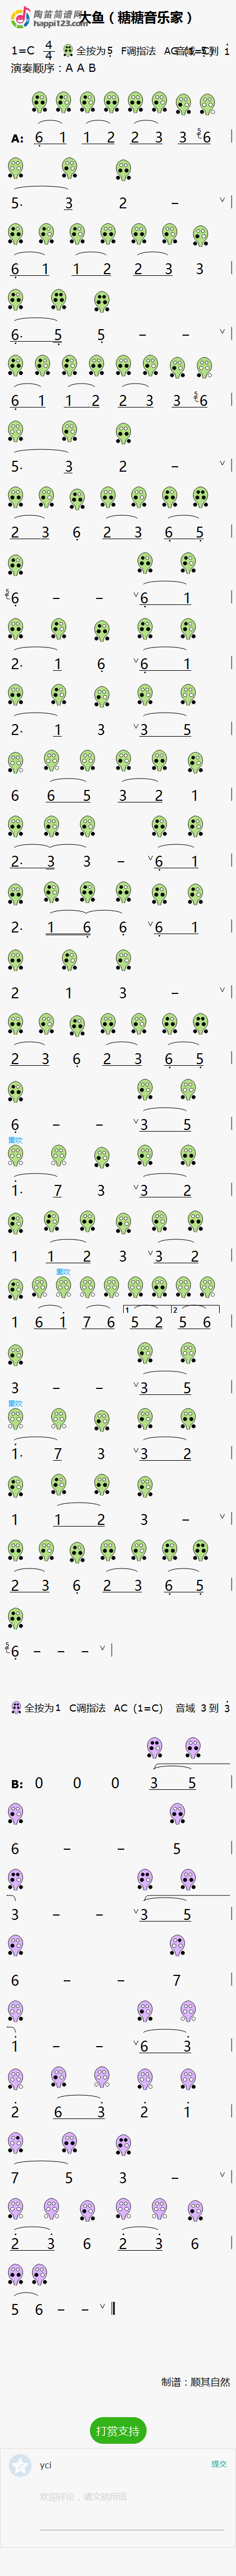 陶笛简谱网
happi123.com
大鱼（糖糖音乐家）
1=C 4/4 全按为5̣ F调指法 AG (1=C) 音域 5̣ 到 1̇
演奏顺序：A A B
A: 6̣ 1 1 2 2 3 3 5 6
5· 3 2 – ∨
6̣ 1 1 2 2 3 3
6̣· 5̣ 5̣ – – ∨
6̣ 1 1 2 2 3 3 5 6
5· 3 2 – ∨
2 3 6̣ 2 3 6̣ 5̣
5 6̣ – – ∨ 6̣ 1
2· 1 6̣ ∨ 6̣ 1
2· 1 3 ∨ 3 5
6 6 5 3 2 1
2· 3 3 – ∨ 6̣ 1
2· 1 6̣ 6̣ ∨ 6̣ 1
2 1 3 – ∨
2 3 6̣ 2 3 6̣ 5̣
6̣ – – ∨ 3 5
重吹
1̇· 7 3 ∨ 3 2
1 1 2 3 ∨ 3 2
重吹
1 6 1̇ 7 6 1 5 2 2 5 6
3 – – ∨ 3 5
重吹
1̇· 7 3 ∨ 3 2
1 1 2 3 – ∨
2 3 6̣ 2 3 6̣ 5̣
5 6̣ – – – ∨
全按为1 C调指法 AC (1=C) 音域 3 到 3̇
B: 0 0 0 3 5
6 – – 5
3 – – ∨ 3 5
6 – – 7
1̇ – – ∨ 6 3̇
2̇ 6 3̇ 2̇ 1̇
7 5 3 – ∨
2̇ 3̇ 6 2̇ 3̇ 6
5 6 – – ∨
制谱：顺其自然
打赏支持
yci 提交
欢迎评论，请文明用语